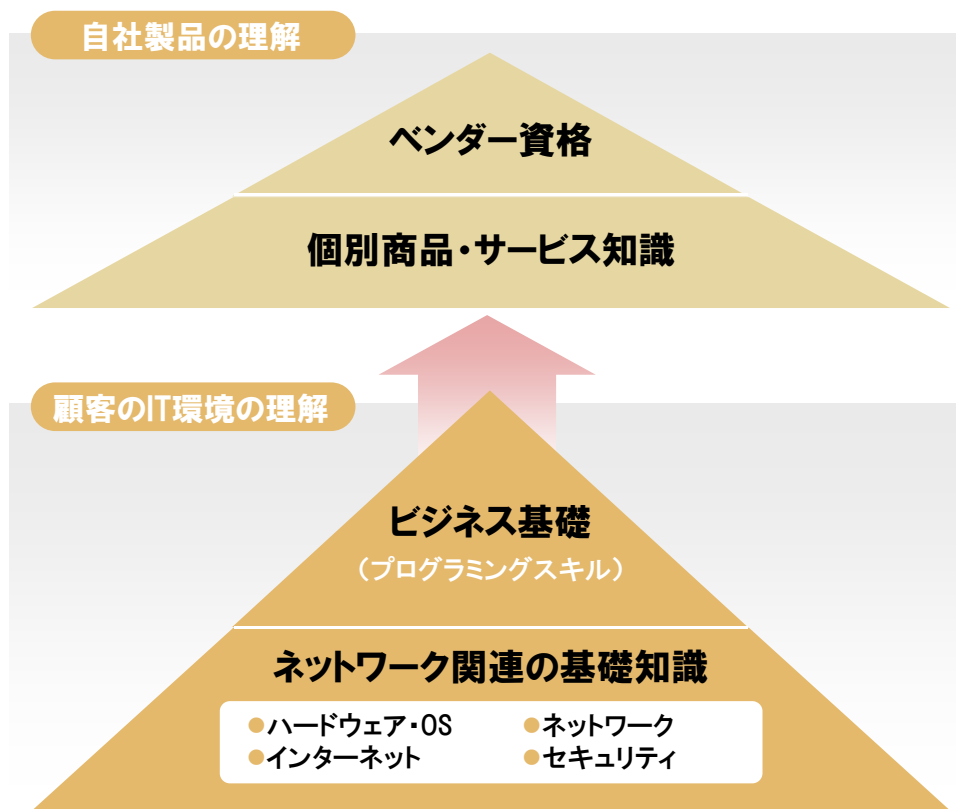 自社製品の理解
ベンダー資格
個別商品・サービス知識
顧客のIT環境の理解
ビジネス基礎
（プログラミングスキル）
ネットワーク関連の基礎知識
●ハードウェア・OS ●ネットワーク
●インターネット ●セキュリティ